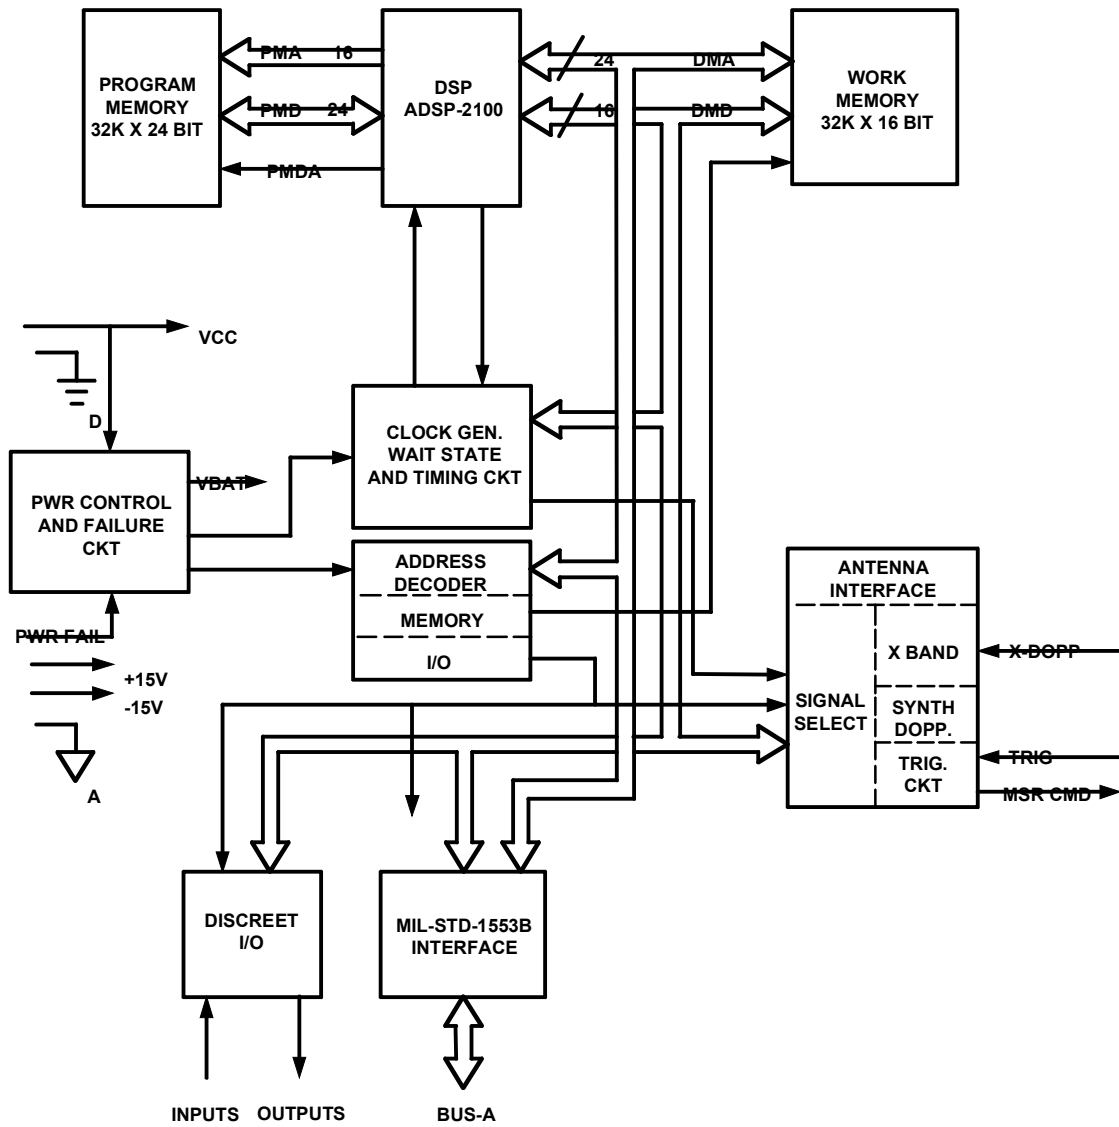 PROGRAM
MEMORY
32K X 24 BIT
PMA 16
PMD 24
PMDA
DSP
ADSP-2100
24 DMA
16 DMD
WORK
MEMORY
32K X 16 BIT
VCC
D
VBAT
PWR CONTROL
AND FAILURE
CKT
PWR FAIL
+15V
-15V
A
CLOCK GEN.
WAIT STATE
AND TIMING CKT
ADDRESS
DECODER
MEMORY
I/O
ANTENNA
INTERFACE
SIGNAL
SELECT
X BAND
SYNTH
DOPP.
TRIG.
CKT
X-DOPP
TRIG
MSR CMD
DISCREET
I/O
MIL-STD-1553B
INTERFACE
INPUTS OUTPUTS
BUS-A